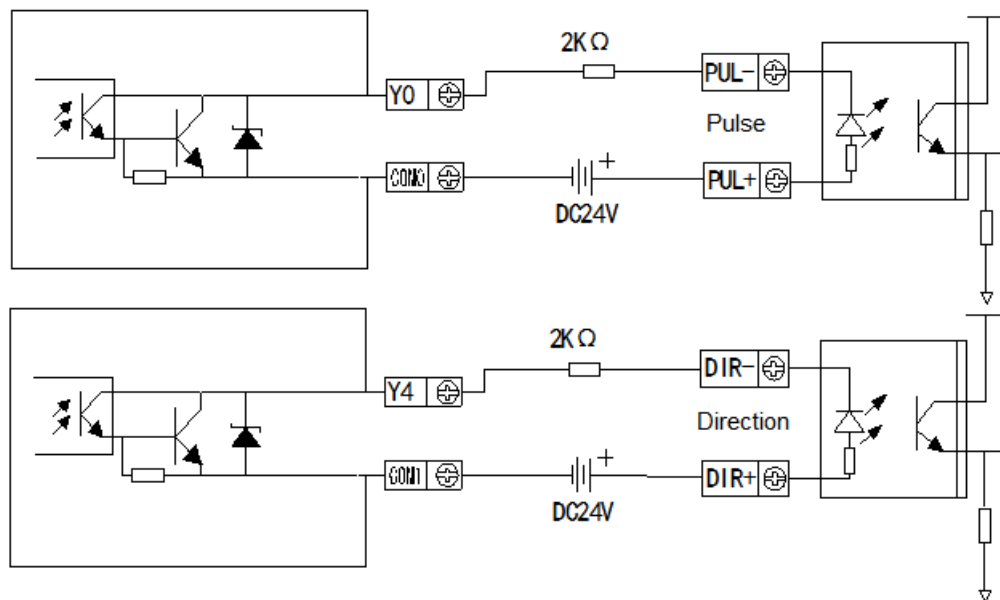 2KΩ
Y0
PUL-
Pulse
COM0
+
PUL+
DC24V
2KΩ
Y4
DIR-
Direction
COM1
+
DIR+
DC24V